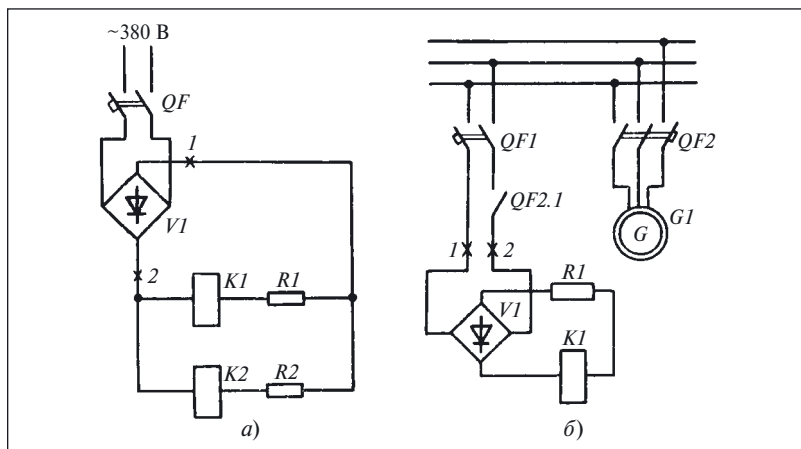 ~380 В
QF
1
V1
2
K1
R1
K2
R2
а)
QF1
QF2
QF2.1
G
G1
1
2
V1
R1
K1
б)